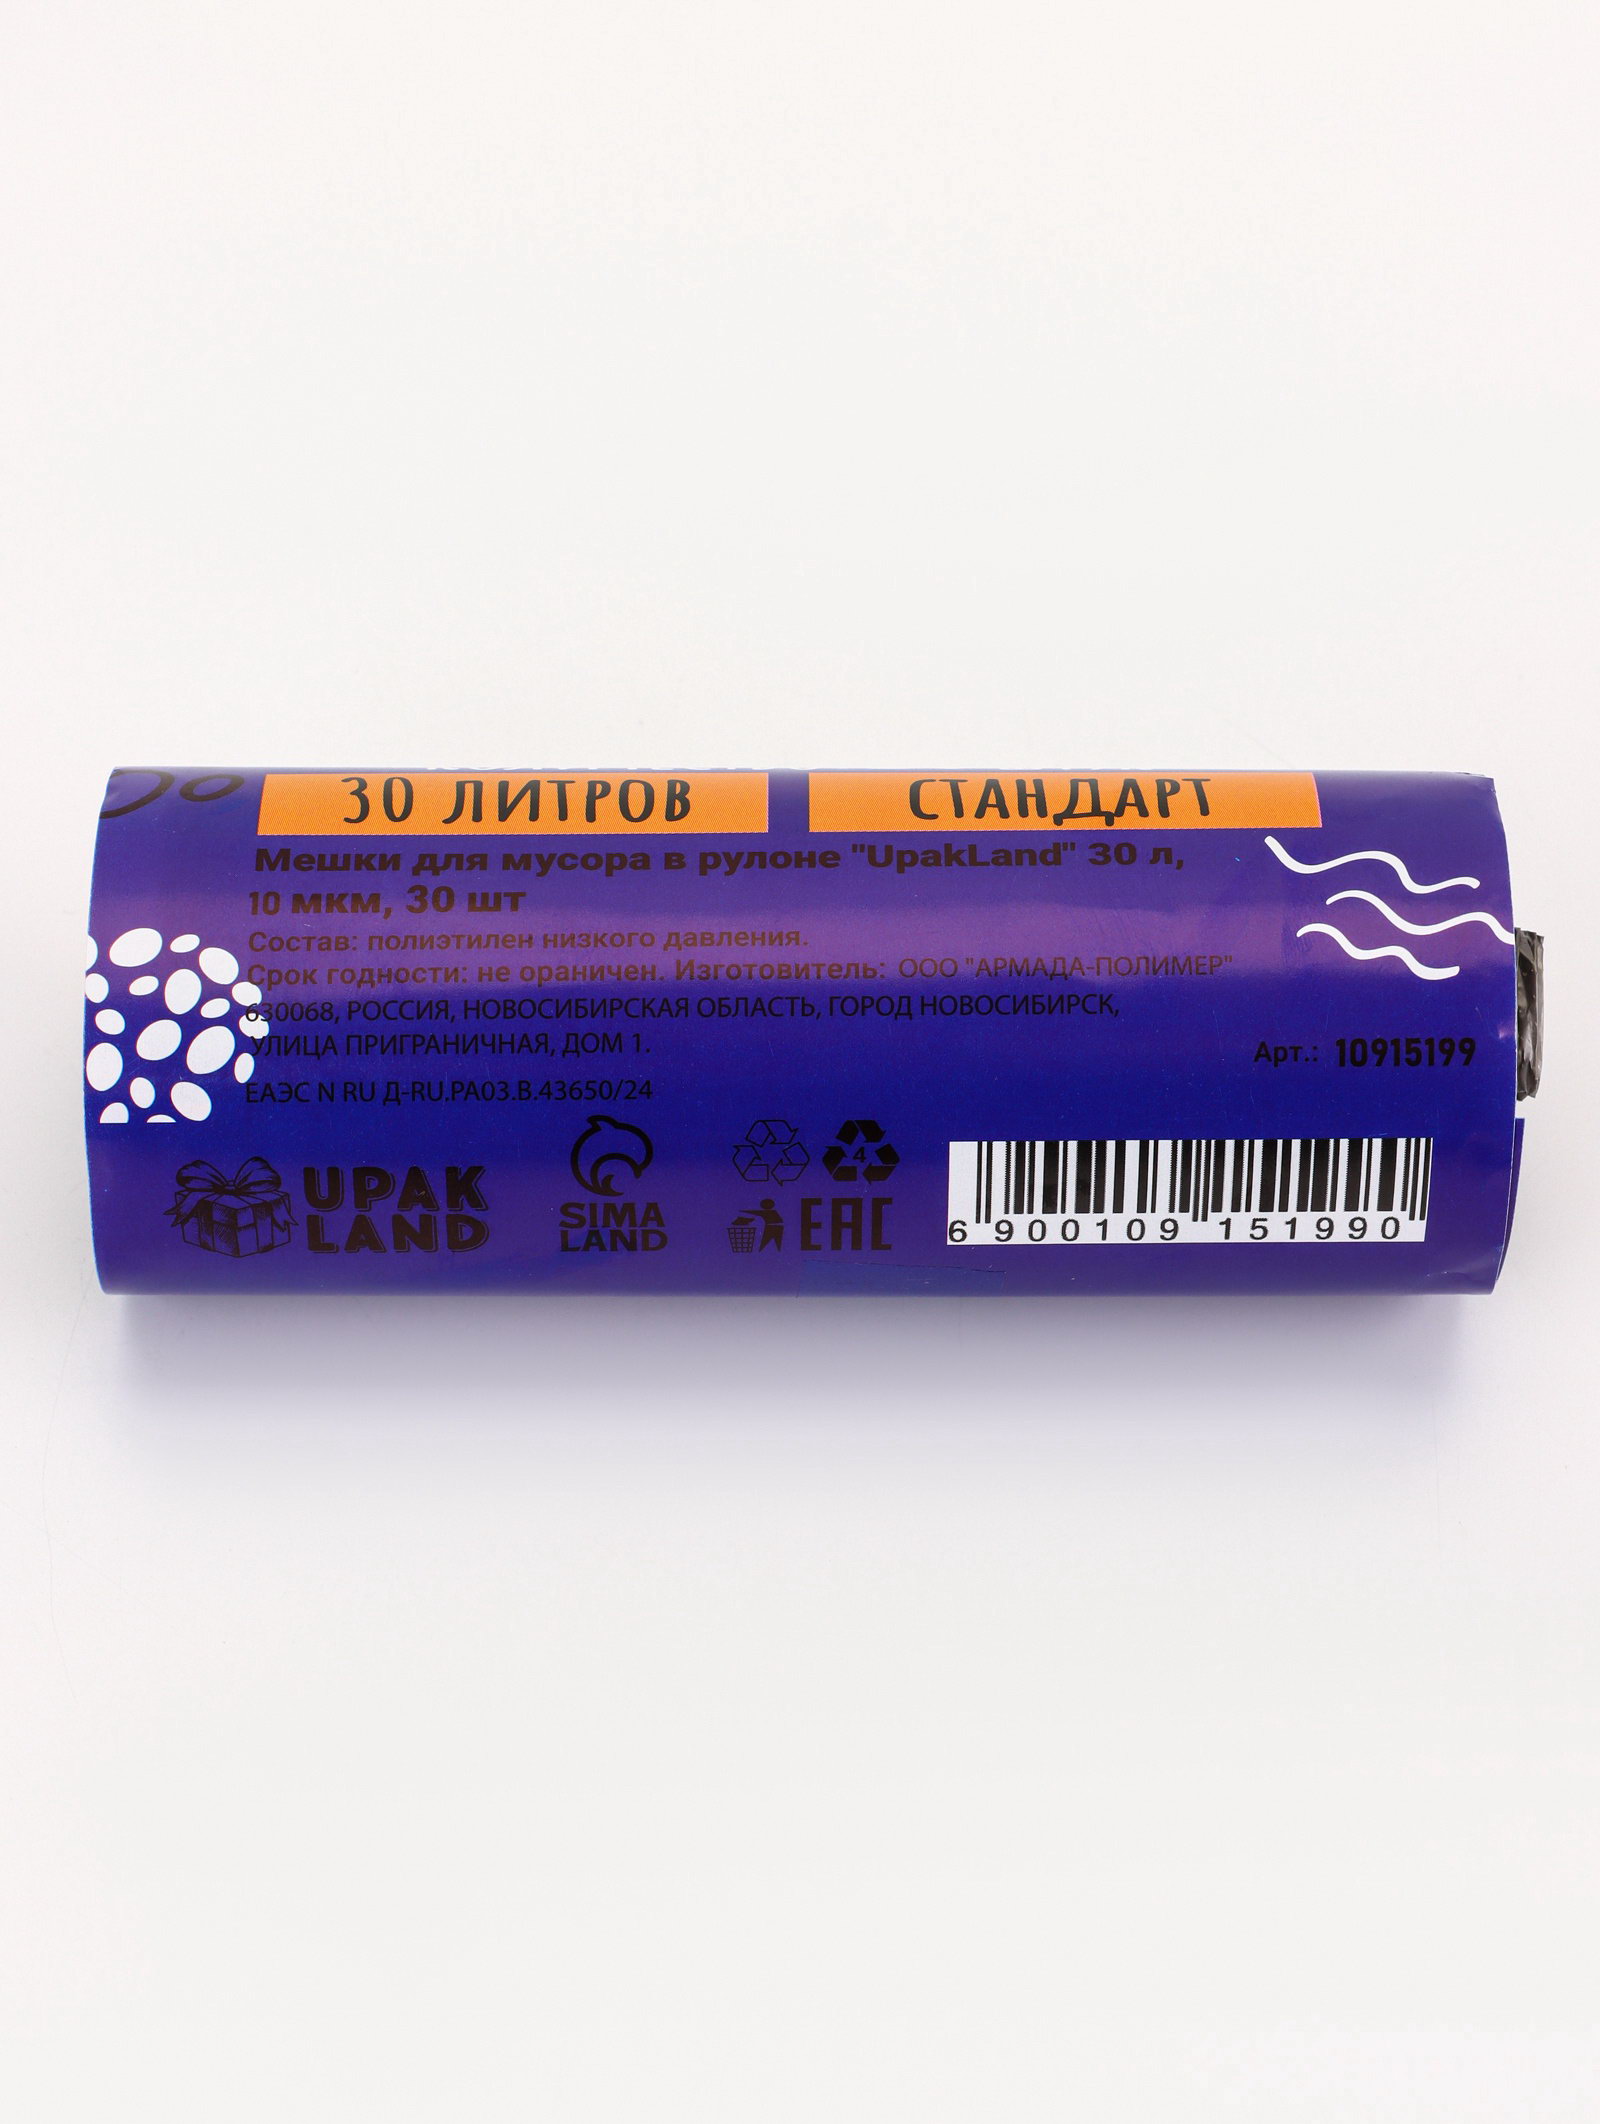 30 ЛИТРОВ СТАНДАРТ
Мешки для мусора в рулоне "UpakLand" 30 л,
10 мкм, 30 шт
Состав: полиэтилен низкого давления.
Срок годности: не ораничен. Изготовитель: ООО "АРМАДА-ПОЛИМЕР"
630068, РОССИЯ, НОВОСИБИРСКАЯ ОБЛАСТЬ, ГОРОД НОВОСИБИРСК,
УЛИЦА ПРИГРАНИЧНАЯ, ДОМ 1.
Арт.: 10915199
ЕАЭС N RU Д-RU.РА03.В.43650/24
UPAK
LAND
SIMA
LAND
4
ЕАС
6 900109 151990